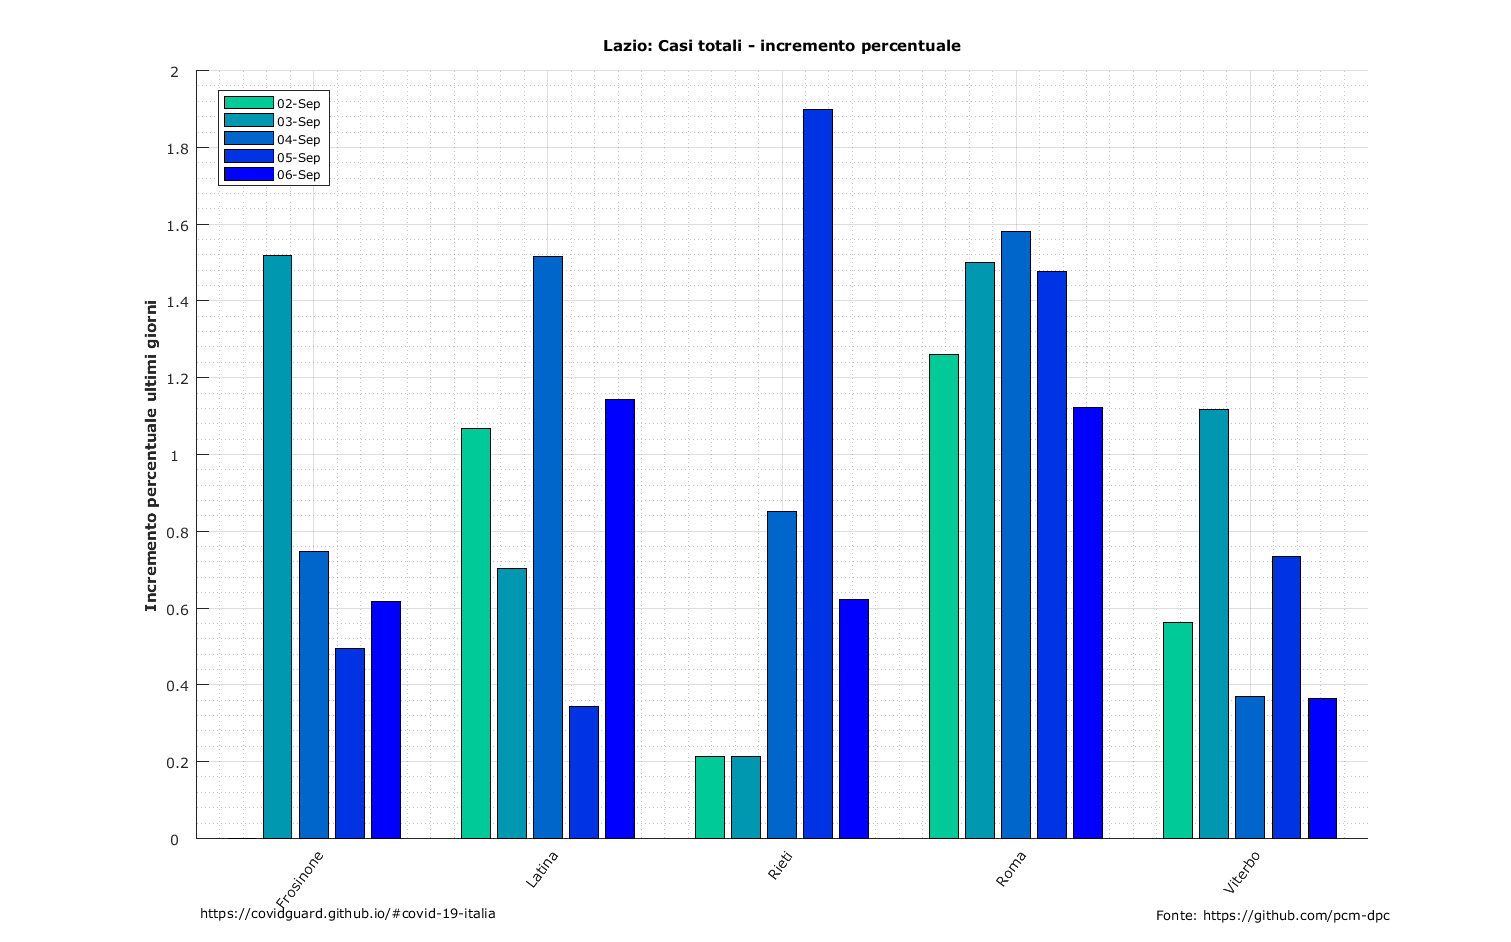 Lazio: Casi totali - incremento percentuale
Incremento percentuale ultimi giorni
2
1.8
1.6
1.4
1.2
1
0.8
0.6
0.4
0.2
0
02-Sep
03-Sep
04-Sep
05-Sep
06-Sep
Frosinone
Latina
Rieti
Roma
Viterbo
https://covidguard.github.io/#covid-19-italia
Fonte: https://github.com/pcm-dpc